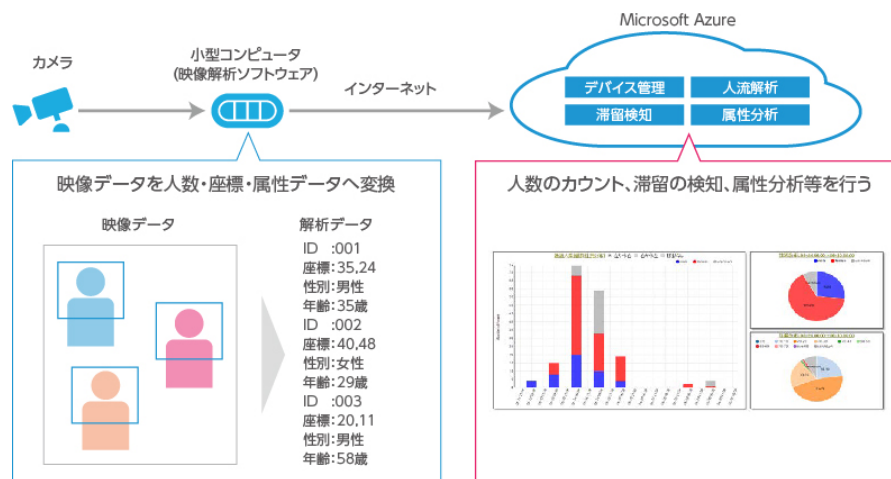 Microsoft Azure
カメラ
小型コンピュータ
(映像解析ソフトウェア)
インターネット
デバイス管理
人流解析
滞留検知
属性分析
映像データを人数・座標・属性データへ変換
映像データ
解析データ
ID :001
座標:35,24
性別:男性
年齢:35歳
ID :002
座標:40,48
性別:女性
年齢:29歳
ID :003
座標:20,11
性別:男性
年齢:58歳
人数のカウント、滞留の検知、属性分析等を行う